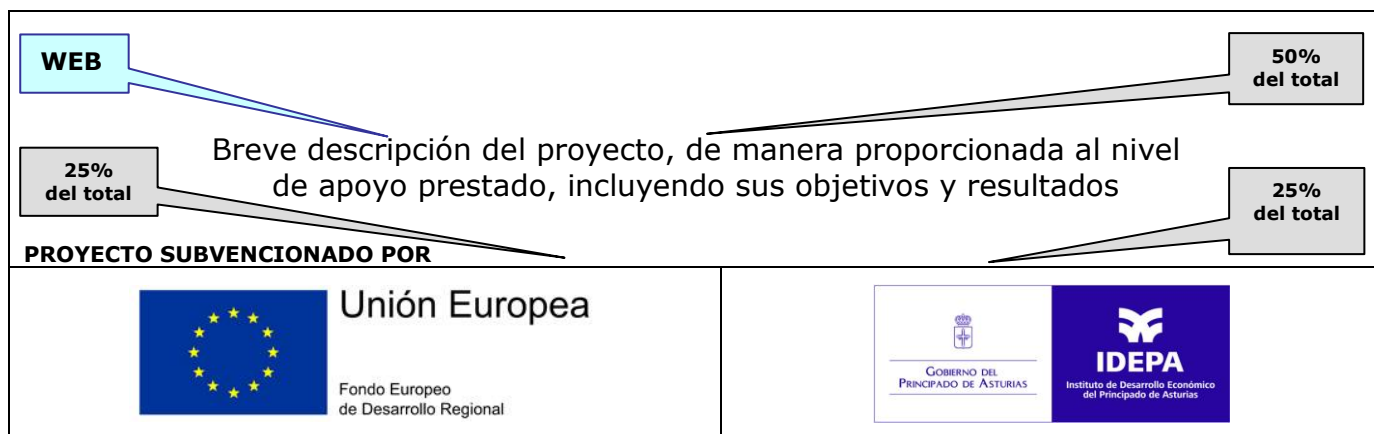 WEB
50%
del total
Breve descripción del proyecto, de manera proporcionada al nivel
de apoyo prestado, incluyendo sus objetivos y resultados
25%
del total
25%
del total
PROYECTO SUBVENCIONADO POR
Unión Europea
Fondo Europeo
de Desarrollo Regional
GOBIERNO DEL
PRINCIPADO DE ASTURIAS
IDEPA
Instituto de Desarrollo Económico
del Principado de Asturias